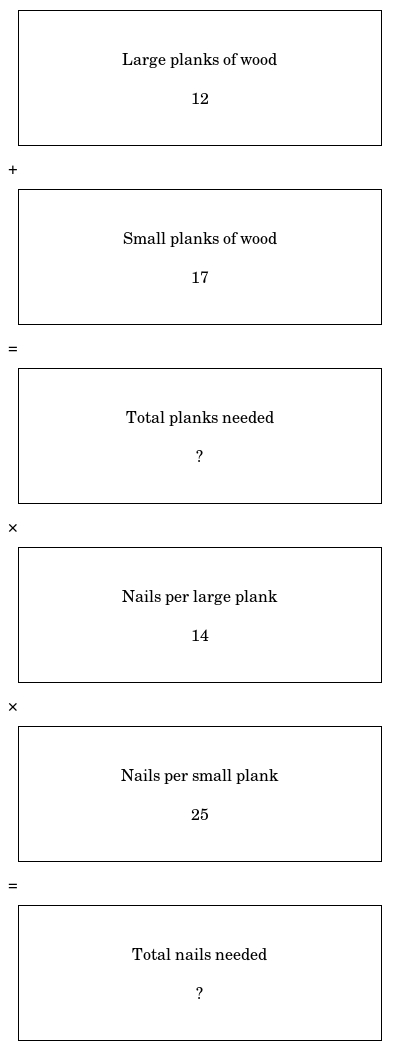 Large planks of wood
12
+
Small planks of wood
17
=
Total planks needed
?
×
Nails per large plank
14
×
Nails per small plank
25
=
Total nails needed
?